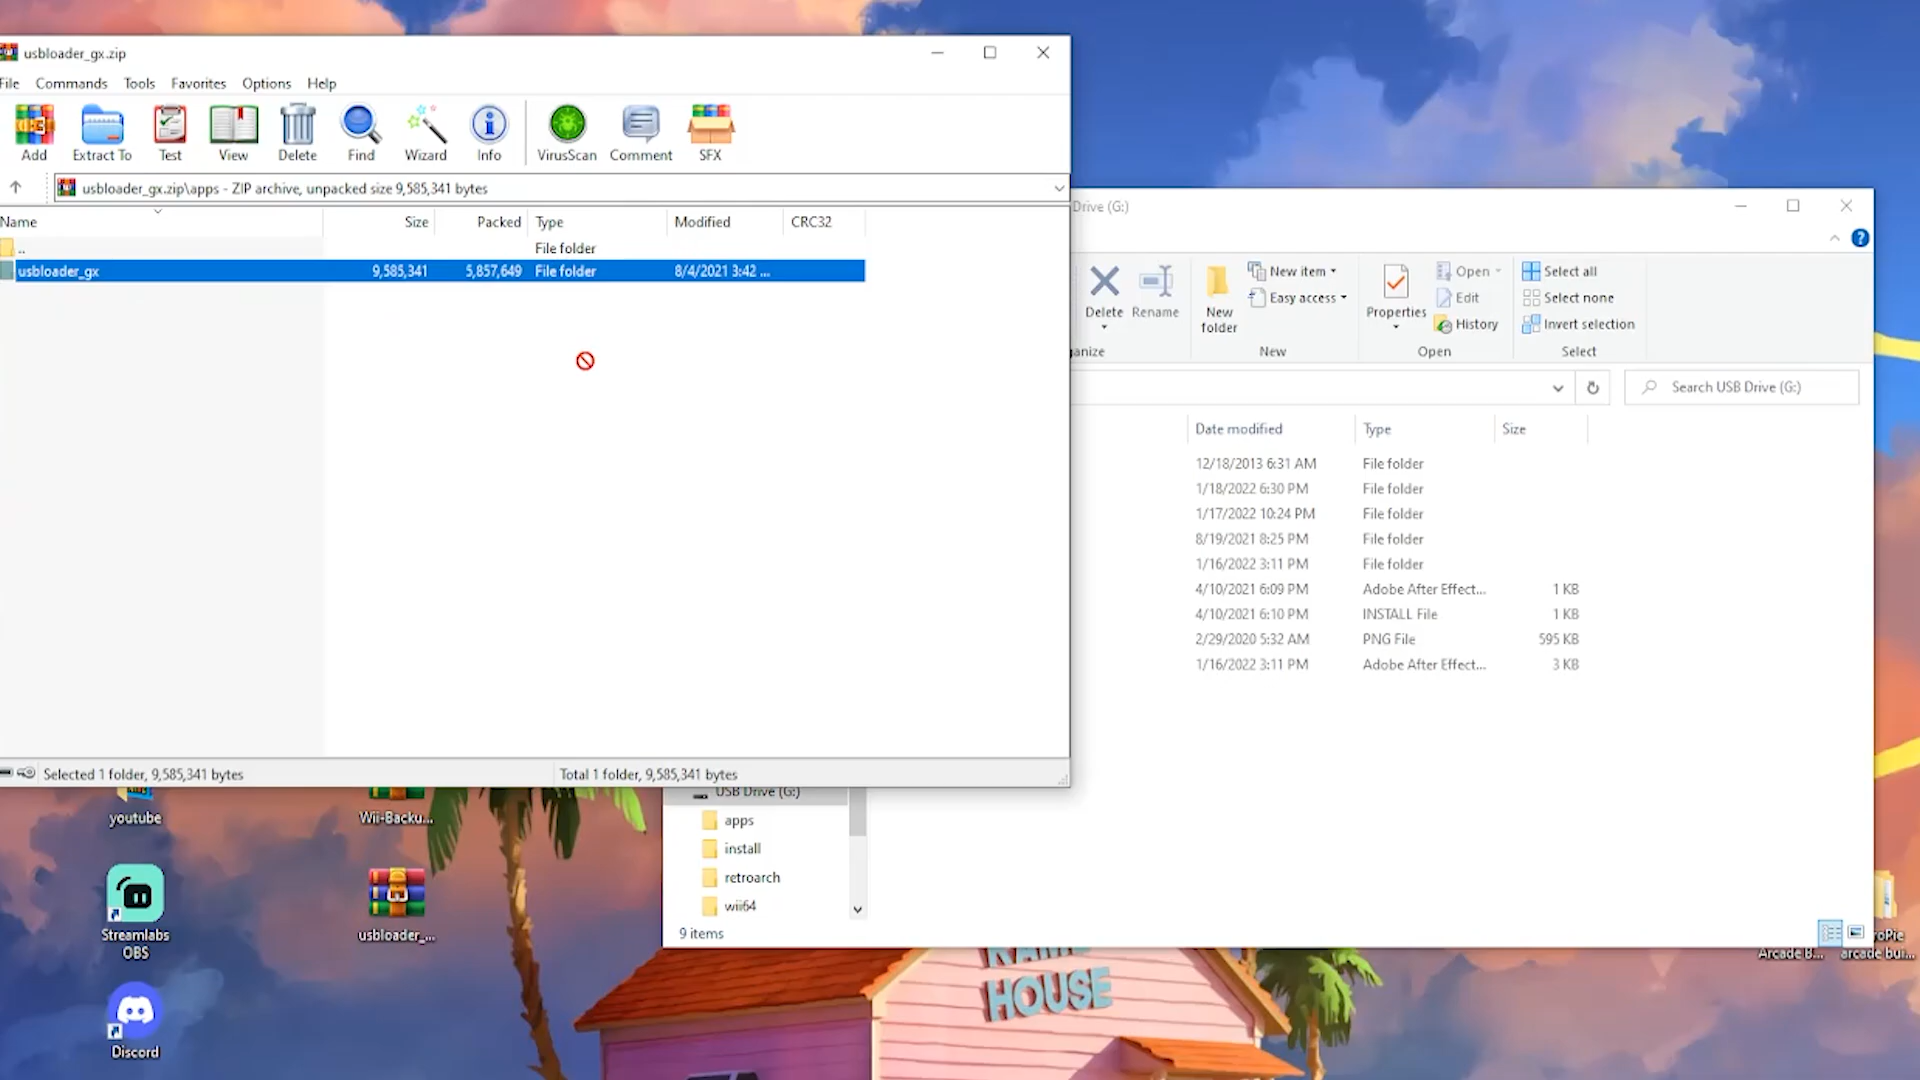 usbloader_gx.zip
File Commands Tools Favorites Options Help
Add Extract To Test View Delete Find Wizard Info VirusScan Comment SFX
usbloader_gx.zip\apps - ZIP archive, unpacked size 9,585,341 bytes
Name Size Packed Type Modified CRC32
.. File folder
usbloader_gx 9,585,341 5,857,649 File folder 8/4/2021 3:42 ...
Selected 1 folder, 9,585,341 bytes
Total 1 folder, 9,585,341 bytes
Drive (G:)
Delete Rename
New folder
New item
Easy access
Properties
Open
Edit
History
Select all
Select none
Invert selection
anize New Open Select
Search USB Drive (G:)
Date modified Type Size
12/18/2013 6:31 AM File folder
1/18/2022 6:30 PM File folder
1/17/2022 10:24 PM File folder
8/19/2021 8:25 PM File folder
1/16/2022 3:11 PM File folder
4/10/2021 6:09 PM Adobe After Effect... 1 KB
4/10/2021 6:10 PM INSTALL File 1 KB
2/29/2020 5:32 AM PNG File 595 KB
1/16/2022 3:11 PM Adobe After Effect... 3 KB
USB Drive (G:)
apps
install
retroarch
wii64
9 items
youtube
Wii-Backu...
Streamlabs
OBS
usbloader_...
Discord
Arcade B...
roPie
arcade bui...
HOUSE